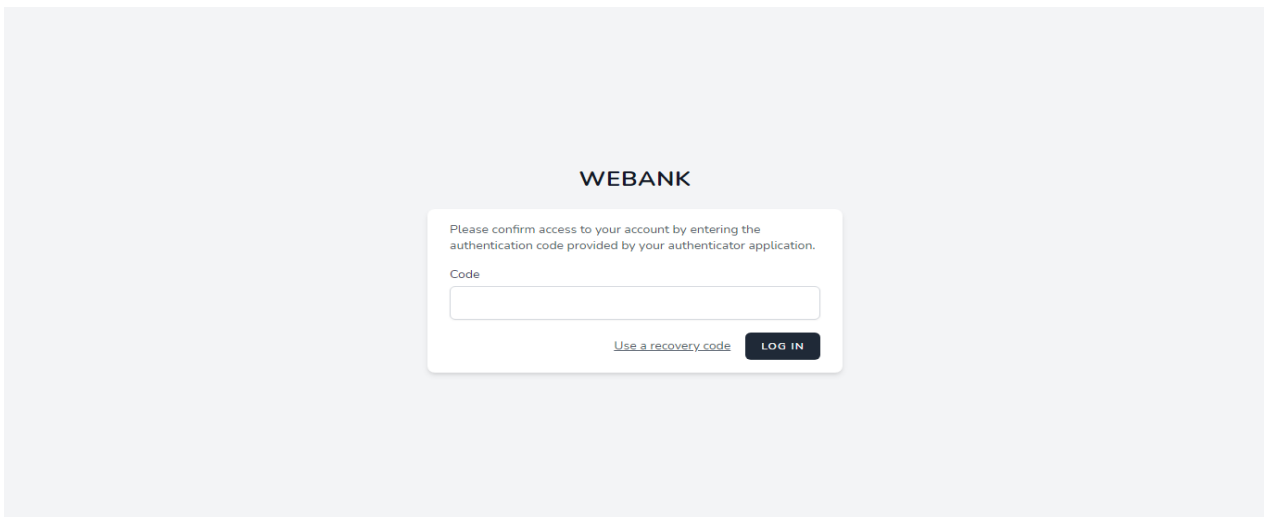 WEBANK
Please confirm access to your account by entering the
authentication code provided by your authenticator application.
Code
Use a recovery code
LOG IN